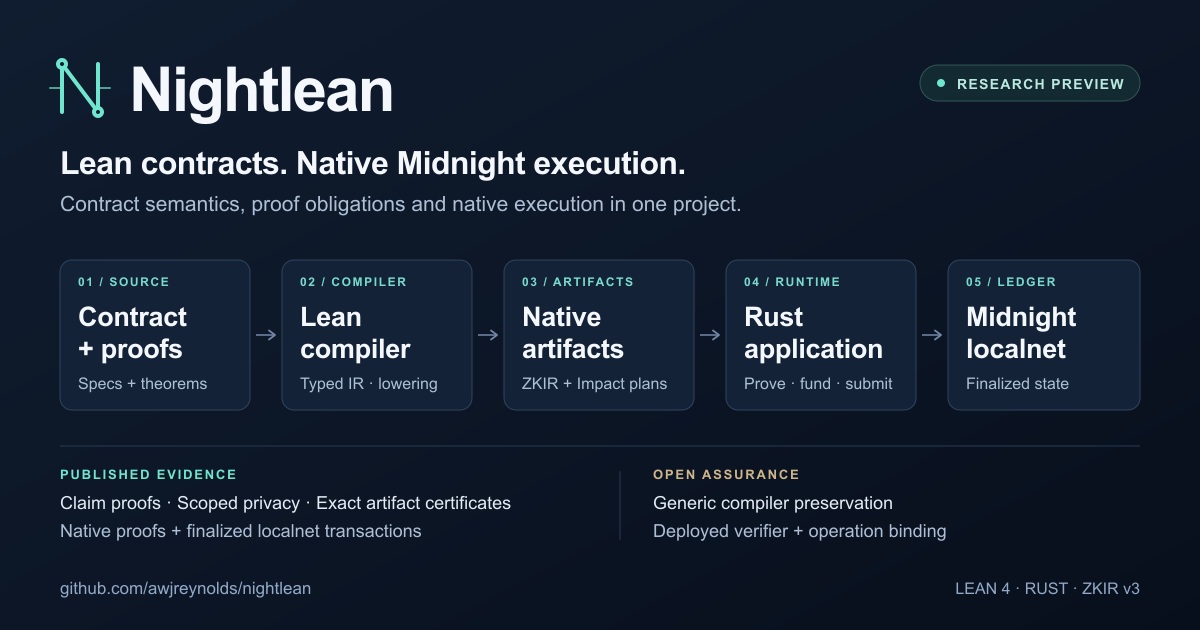 Nightlean
RESEARCH PREVIEW
Lean contracts. Native Midnight execution.
Contract semantics, proof obligations and native execution in one project.
01 / SOURCE
Contract
+ proofs
Specs + theorems
02 / COMPILER
Lean
compiler
Typed IR · lowering
03 / ARTIFACTS
Native
artifacts
ZKIR + Impact plans
04 / RUNTIME
Rust
application
Prove · fund · submit
05 / LEDGER
Midnight
localnet
Finalized state
PUBLISHED EVIDENCE
Claim proofs · Scoped privacy · Exact artifact certificates
Native proofs + finalized localnet transactions
OPEN ASSURANCE
Generic compiler preservation
Deployed verifier + operation binding
github.com/awjreynolds/nightlean
LEAN 4 · RUST · ZKIR v3